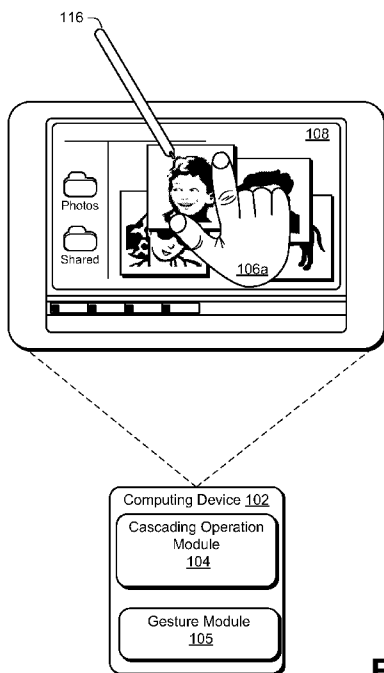 116
108
Photos
Shared
106a
Computing Device 102
Cascading Operation
Module
104
Gesture Module
105